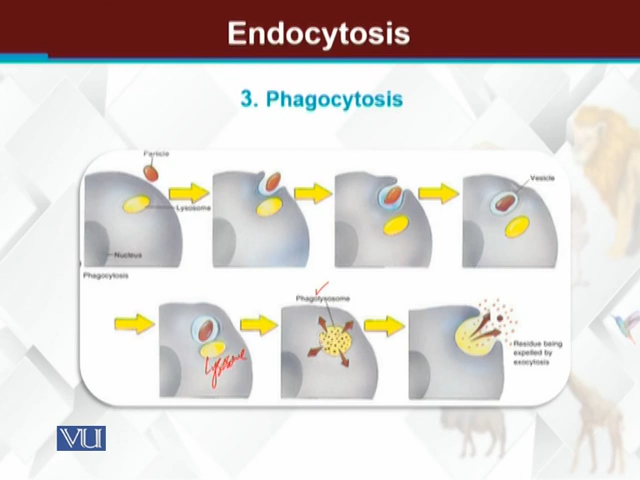 Endocytosis
3. Phagocytosis
Particle
Lysosome
Nucleus
Vesicle
Phagocytosis
Phagolysosome
Lysosome
Residue being
expelled by
exocytosis
VU